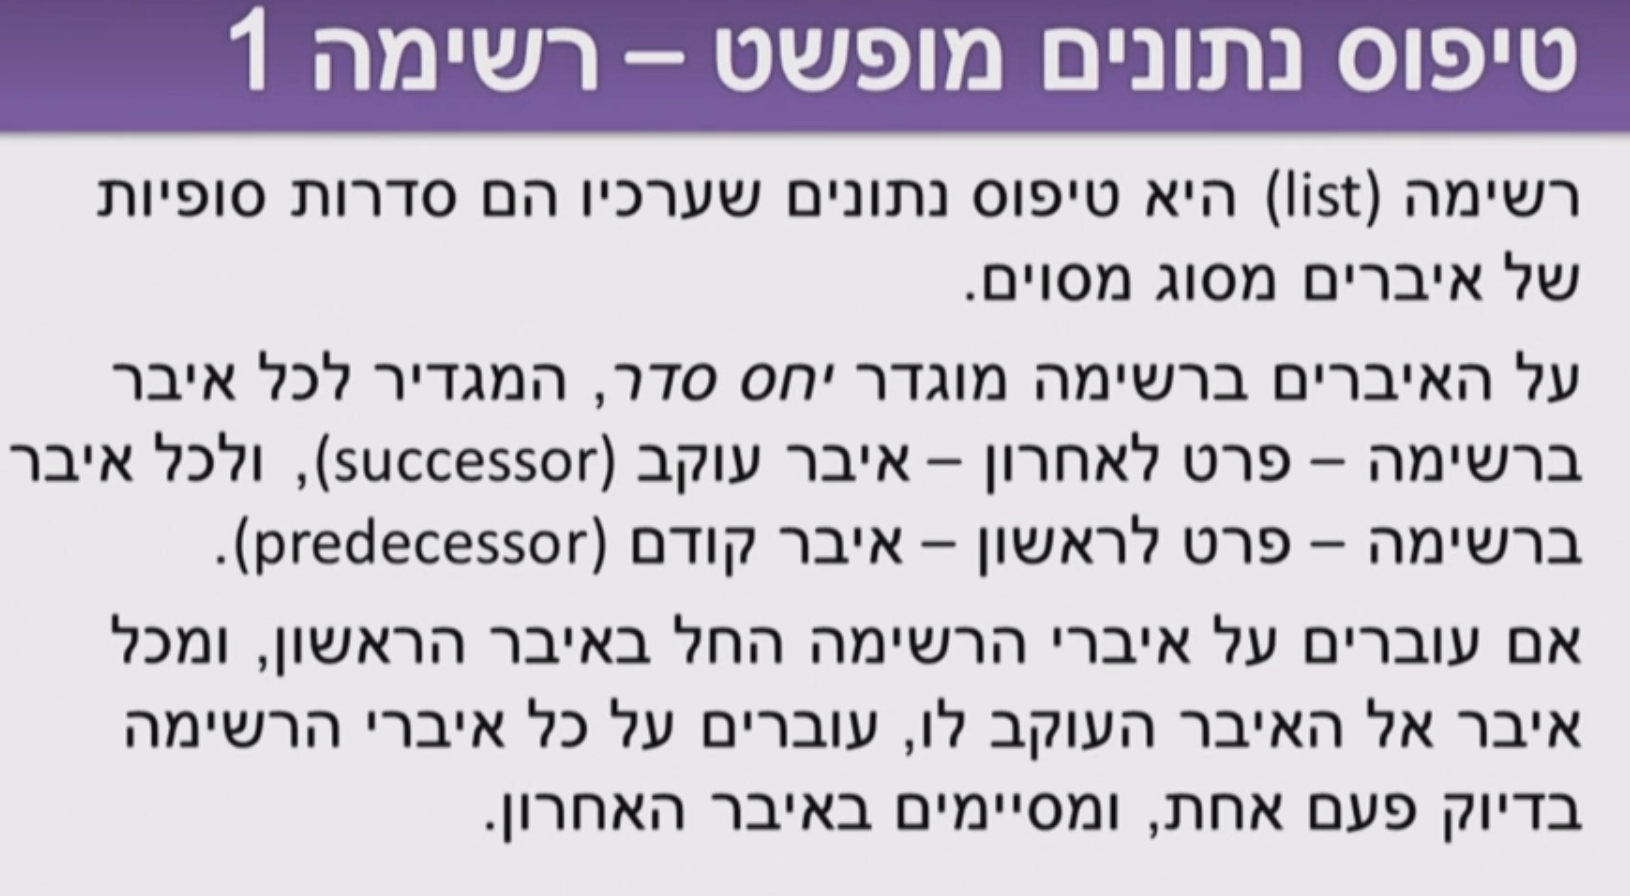 טיפוס נתונים מופשט – רשימה 1
רשימה (list) היא טיפוס נתונים שערכיו הם סדרות סופיות
של איברים מסוג מסוים.
על האיברים ברשימה מוגדר יחס סדר, המגדיר לכל איבר
ברשימה – פרט לאחרון – איבר עוקב (successor), ולכל איבר
ברשימה – פרט לראשון – איבר קודם (predecessor).
אם עוברים על איברי הרשימה החל באיבר הראשון, ומכל
איבר אל האיבר העוקב לו, עוברים על כל איברי הרשימה
בדיוק פעם אחת, ומסיימים באיבר האחרון.